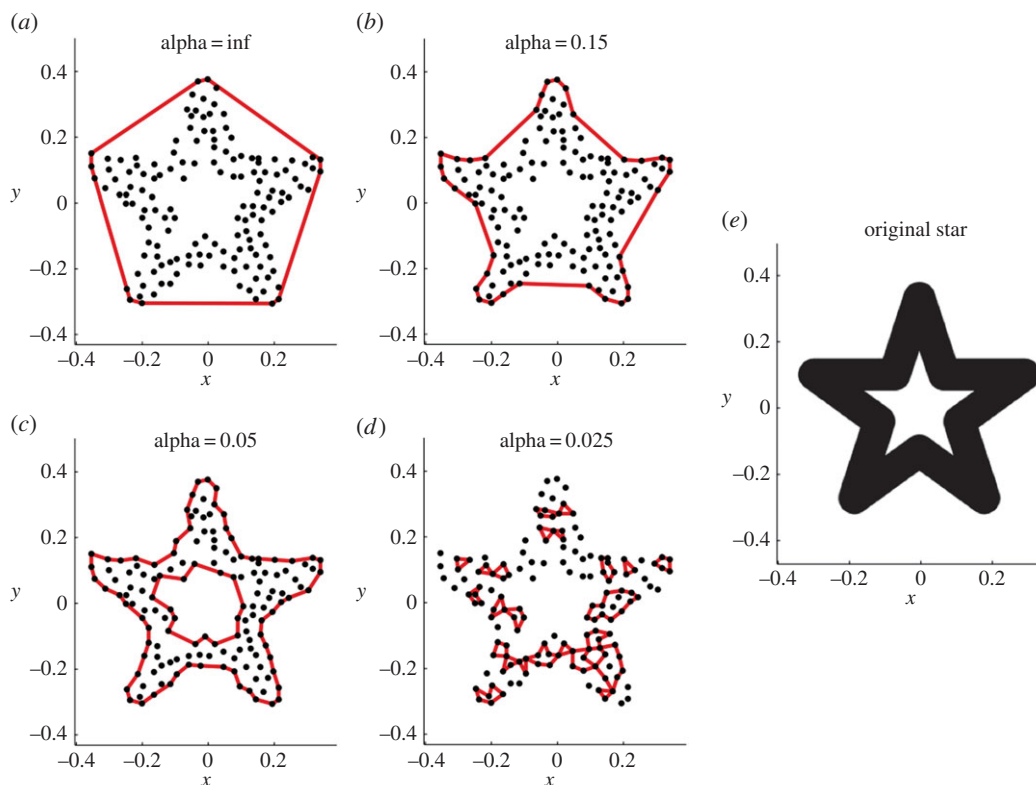 (a)
alpha = inf
0.4
0.2
y
0
–0.2
–0.4
–0.4 –0.2 0 0.2
x
(b)
alpha = 0.15
0.4
0.2
y
0
–0.2
–0.4
–0.4 –0.2 0 0.2
x
(c)
alpha = 0.05
0.4
0.2
y
0
–0.2
–0.4
–0.4 –0.2 0 0.2
x
(d)
alpha = 0.025
0.4
0.2
y
0
–0.2
–0.4
–0.4 –0.2 0 0.2
x
(e)
original star
0.4
0.2
y
0
–0.2
–0.4
–0.4 –0.2 0 0.2
x